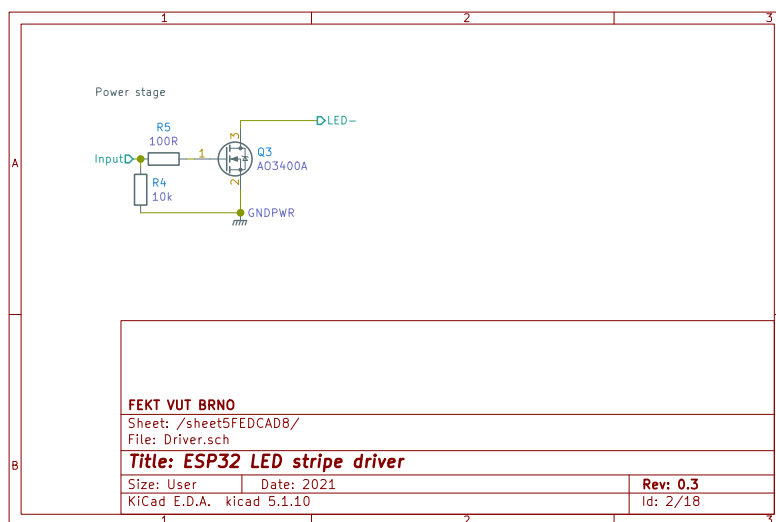 1 2 3
Power stage
LED-
R5
100R
3
Input
1
Q3
AO3400A
A
R4
10k
2
GNDPWR
FEKT VUT BRNO
Sheet: /sheet5FEDCAD8/
File: Driver.sch
B
Title: ESP32 LED stripe driver
Size: User Date: 2021 Rev: 0.3
KiCad E.D.A. kicad 5.1.10 Id: 2/18
1 2 3